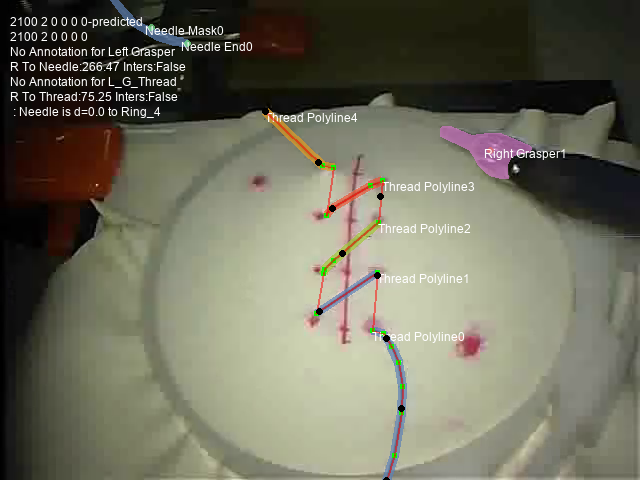 2100 2 0 0 0 0-predicted
Needle Mask0
2100 2 0 0 0 0
Needle End0
No Annotation for Left Grasper
R To Needle:266.47 Inters:False
No Annotation for L_G_Thread
R To Thread:75.25 Inters:False
: Needle is d=0.0 to Ring_4
Thread Polyline4
Right Grasper1
Thread Polyline3
Thread Polyline2
Thread Polyline1
Thread Polyline0